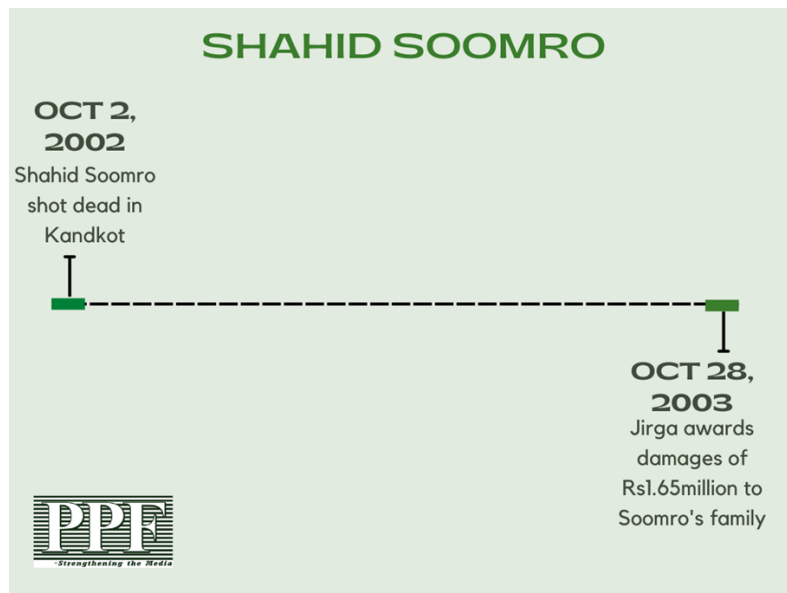 SHAHID SOOMRO
OCT 2,
2002
Shahid Soomro
shot dead in
Kandkot
OCT 28,
2003
Jirga awards
damages of
Rs1.65million to
Soomro's family
PPF
-Strengthening the Media